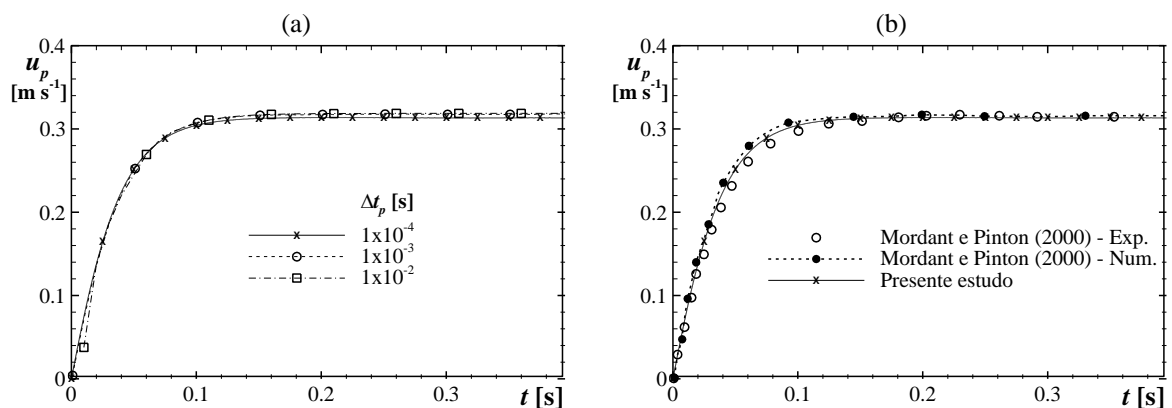 (a)
0.4
u_p
[m s⁻¹]
0.3
0.2
0.1
0
0
0.1
0.2
0.3
t [s]
Δt_p [s]
1x10⁻⁴
1x10⁻³
1x10⁻²
(b)
0.4
u_p
[m s⁻¹]
0.3
0.2
0.1
0
0
0.1
0.2
0.3
t [s]
Mordant e Pinton (2000) - Exp.
Mordant e Pinton (2000) - Num.
Presente estudo